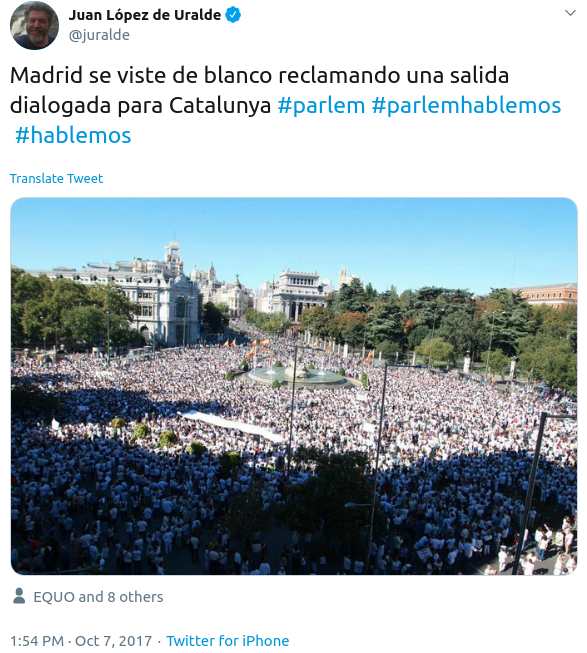 Juan López de Uralde
@juralde
Madrid se viste de blanco reclamando una salida
dialogada para Catalunya #parlem #parlemhablemos
#hablemos
Translate Tweet
EQUO and 8 others
1:54 PM · Oct 7, 2017 · Twitter for iPhone